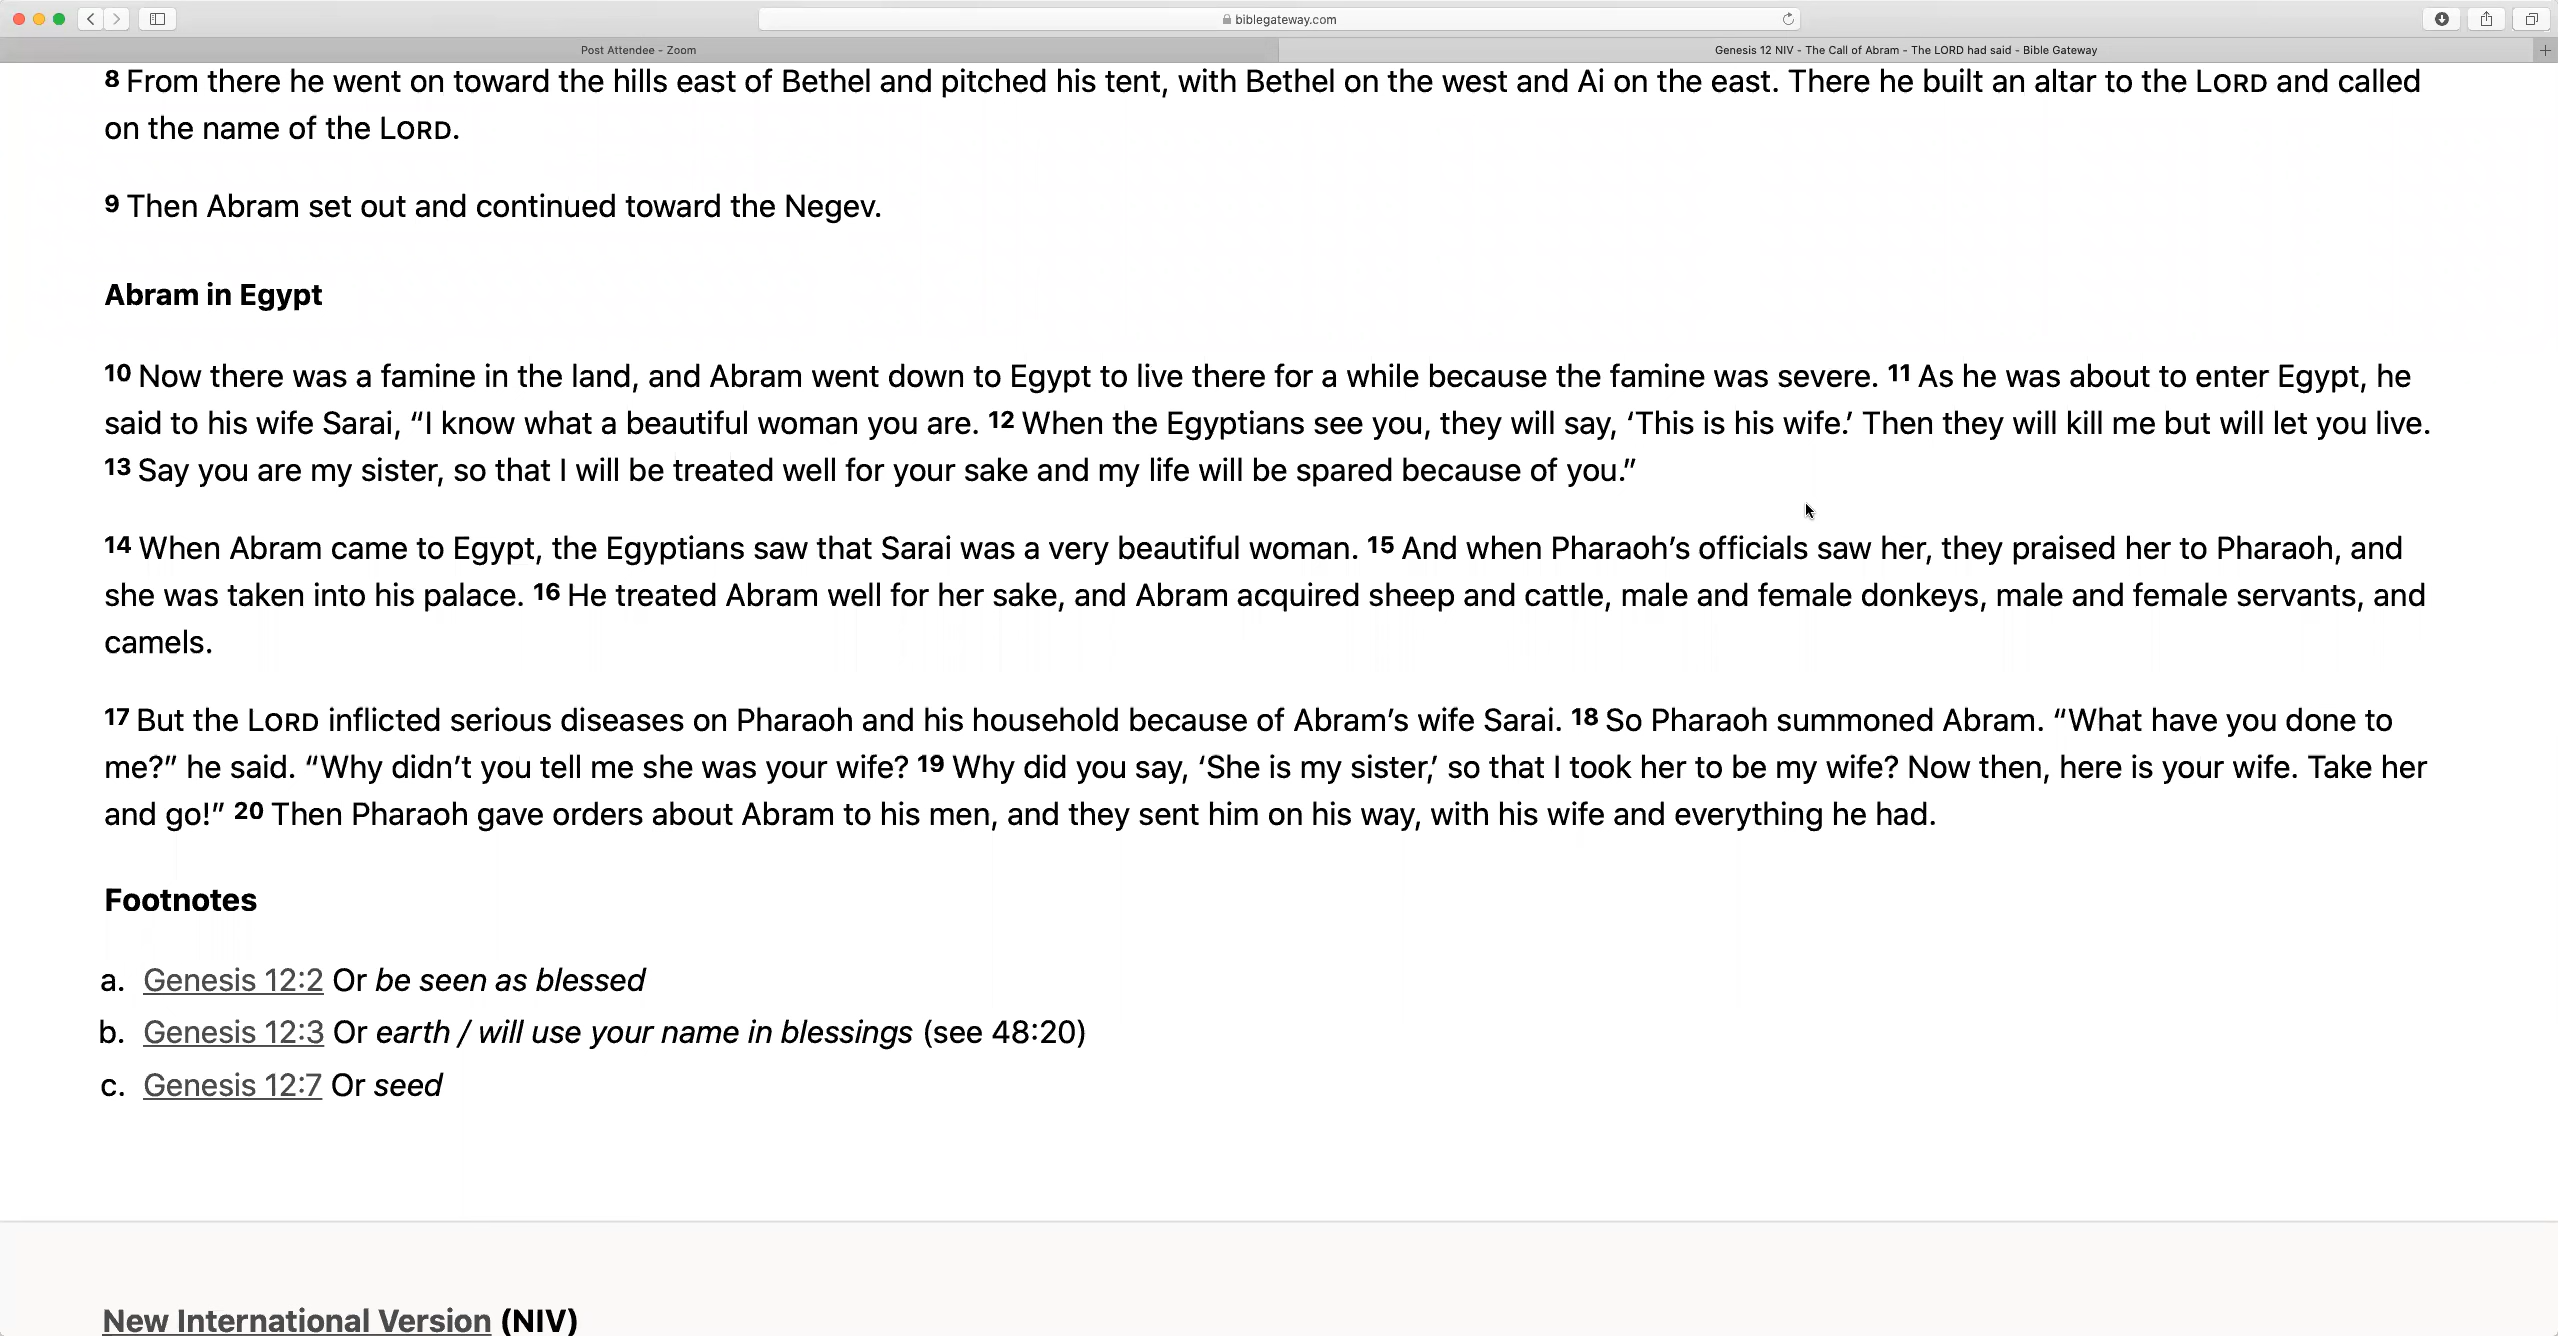 biblegateway.com
Post Attendee - Zoom
Genesis 12 NIV - The Call of Abram - The LORD had said - Bible Gateway
8 From there he went on toward the hills east of Bethel and pitched his tent, with Bethel on the west and Ai on the east. There he built an altar to the LORD and called
on the name of the LORD.
9 Then Abram set out and continued toward the Negev.
Abram in Egypt
10 Now there was a famine in the land, and Abram went down to Egypt to live there for a while because the famine was severe. 11 As he was about to enter Egypt, he
said to his wife Sarai, “I know what a beautiful woman you are. 12 When the Egyptians see you, they will say, ‘This is his wife.’ Then they will kill me but will let you live.
13 Say you are my sister, so that I will be treated well for your sake and my life will be spared because of you.”
14 When Abram came to Egypt, the Egyptians saw that Sarai was a very beautiful woman. 15 And when Pharaoh’s officials saw her, they praised her to Pharaoh, and
she was taken into his palace. 16 He treated Abram well for her sake, and Abram acquired sheep and cattle, male and female donkeys, male and female servants, and
camels.
17 But the LORD inflicted serious diseases on Pharaoh and his household because of Abram’s wife Sarai. 18 So Pharaoh summoned Abram. “What have you done to
me?” he said. “Why didn’t you tell me she was your wife? 19 Why did you say, ‘She is my sister,’ so that I took her to be my wife? Now then, here is your wife. Take her
and go!” 20 Then Pharaoh gave orders about Abram to his men, and they sent him on his way, with his wife and everything he had.
Footnotes
a. Genesis 12:2 Or be seen as blessed
b. Genesis 12:3 Or earth / will use your name in blessings (see 48:20)
c. Genesis 12:7 Or seed
New International Version (NIV)